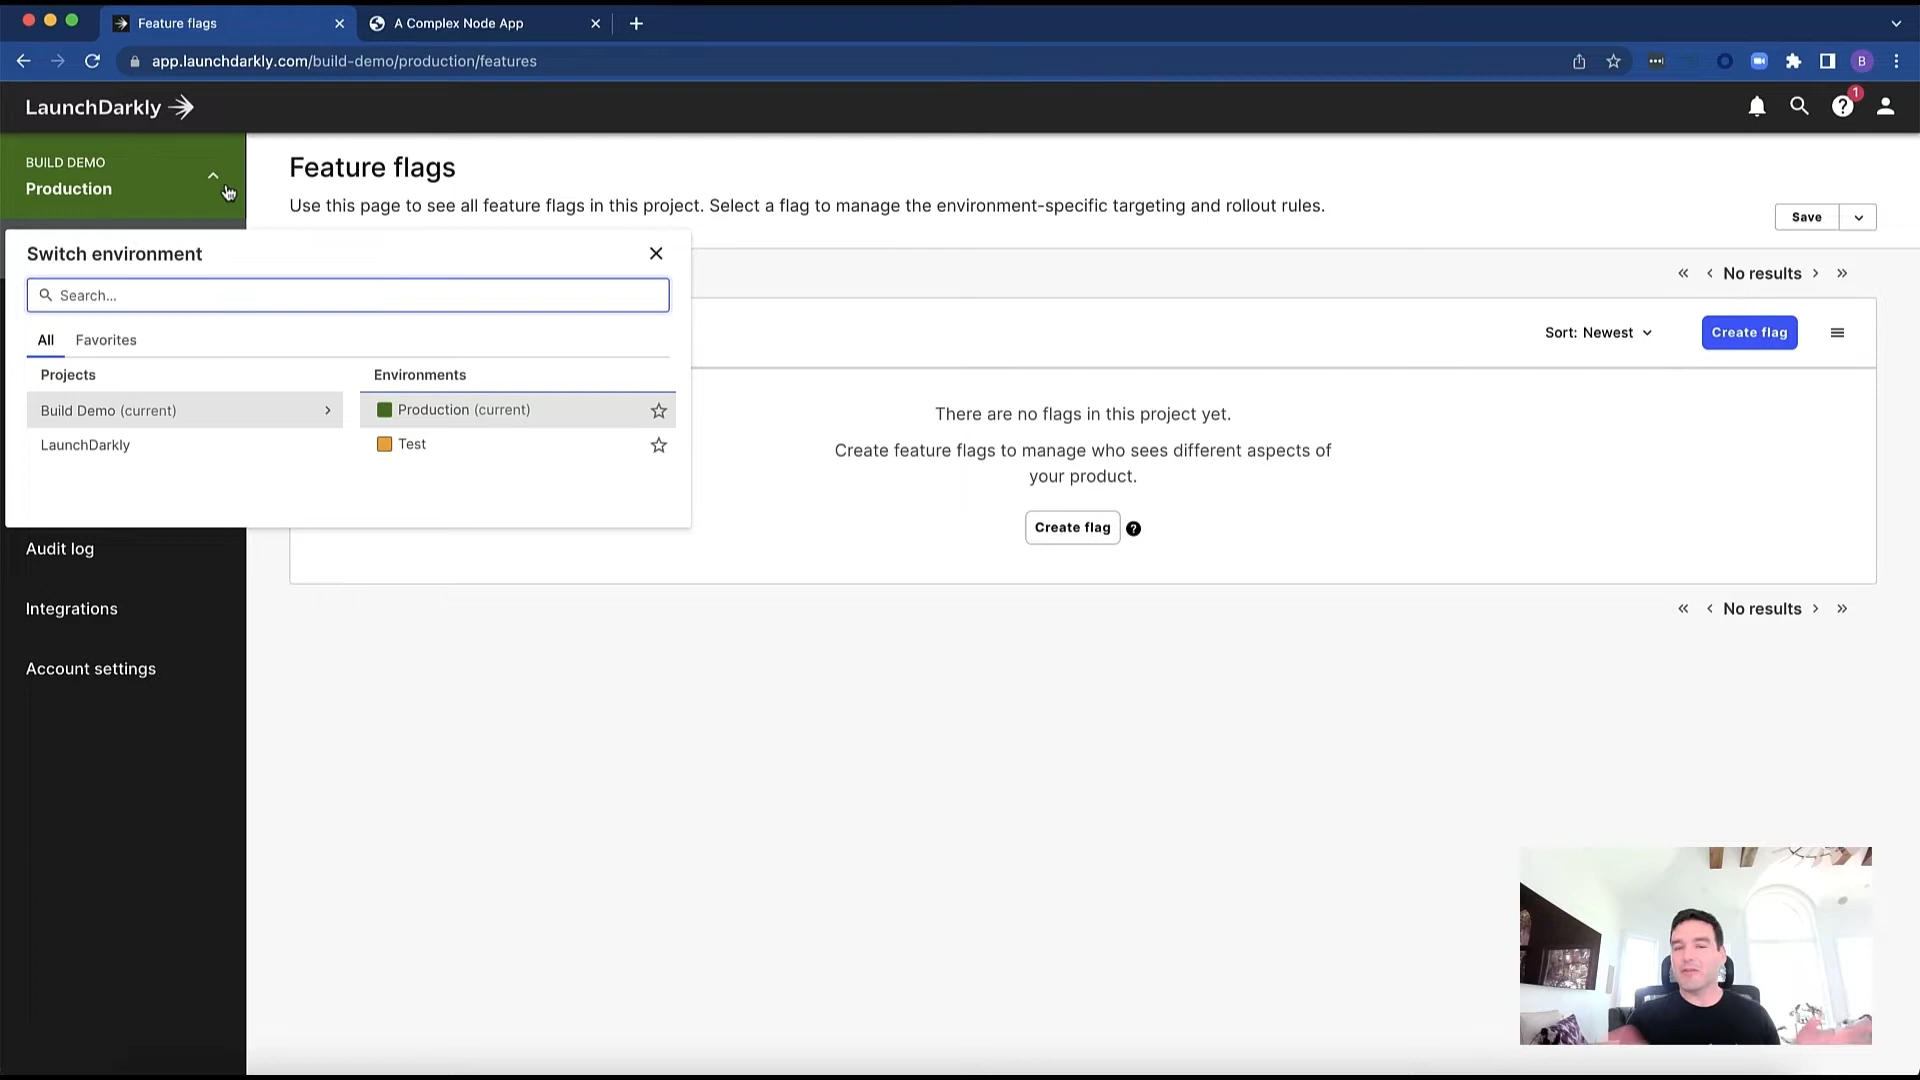 Feature flags
A Complex Node App
app.launchdarkly.com/build-demo/production/features
B
LaunchDarkly
1
BUILD DEMO
Production
Feature flags
Use this page to see all feature flags in this project. Select a flag to manage the environment-specific targeting and rollout rules.
Save
Switch environment
Search...
All Favorites
Projects Environments
Build Demo (current) Production (current)
LaunchDarkly Test
No results
Sort: Newest Create flag
There are no flags in this project yet.
Create feature flags to manage who sees different aspects of
your product.
Create flag
Audit log
Integrations
Account settings
No results